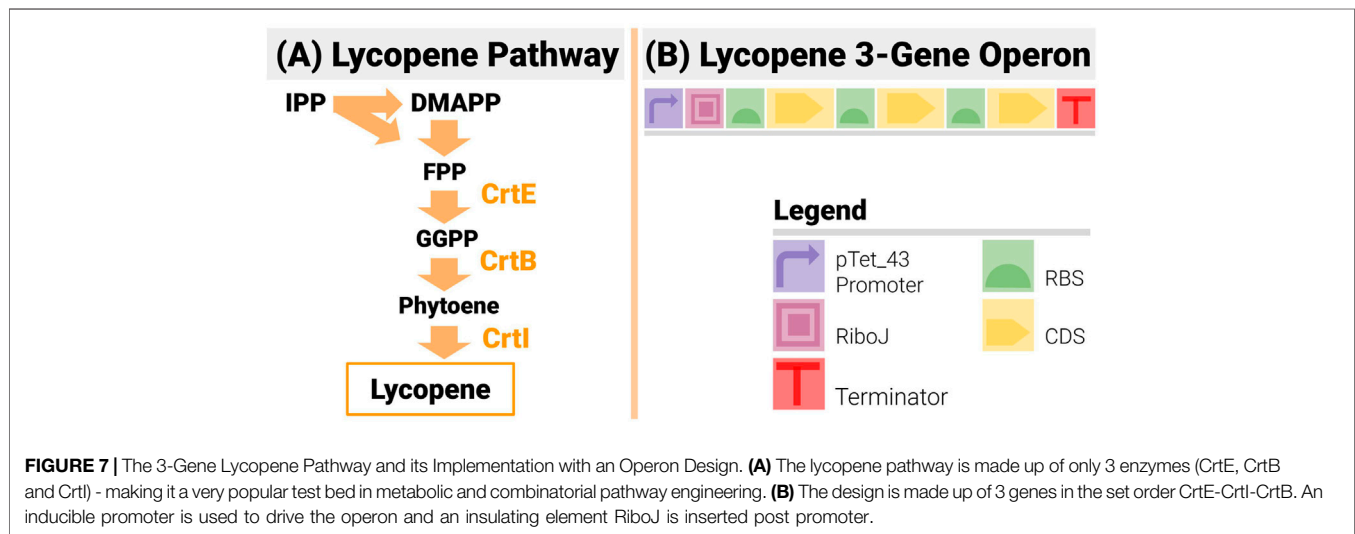 (A) Lycopene Pathway
IPP
DMAPP
FPP
CrtE
GGPP
CrtB
Phytoene
CrtI
Lycopene
(B) Lycopene 3-Gene Operon
Legend
pTet_43
Promoter
RBS
RiboJ
CDS
Terminator
FIGURE 7 | The 3-Gene Lycopene Pathway and its Implementation with an Operon Design. (A) The lycopene pathway is made up of only 3 enzymes (CrtE, CrtB
and CrtI) - making it a very popular test bed in metabolic and combinatorial pathway engineering. (B) The design is made up of 3 genes in the set order CrtE-CrtI-CrtB. An
inducible promoter is used to drive the operon and an insulating element RiboJ is inserted post promoter.